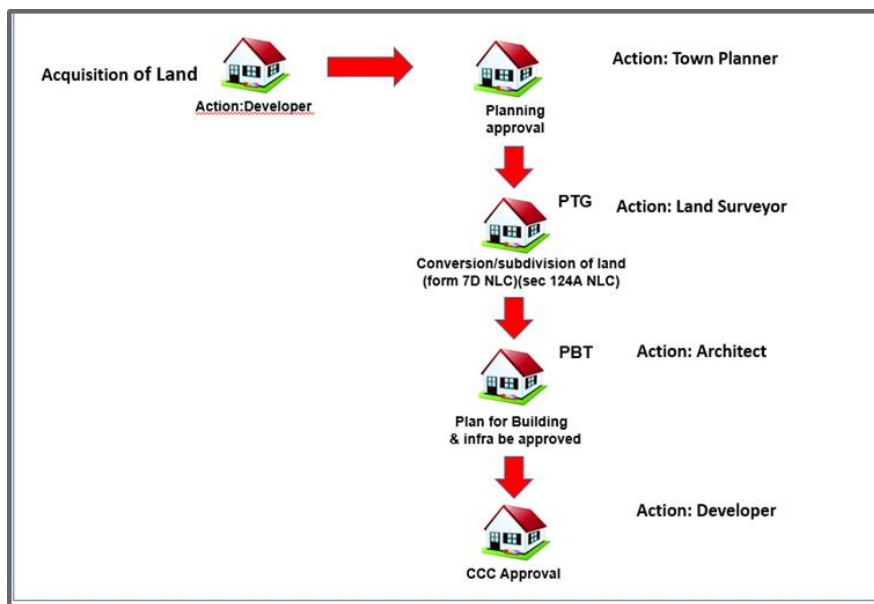 Acquisition of Land
Action:Developer
Action: Town Planner
Planning
approval
PTG
Action: Land Surveyor
Conversion/subdivision of land
(form 7D NLC)(sec 124A NLC)
PBT
Action: Architect
Plan for Building
& infra be approved
Action: Developer
CCC Approval